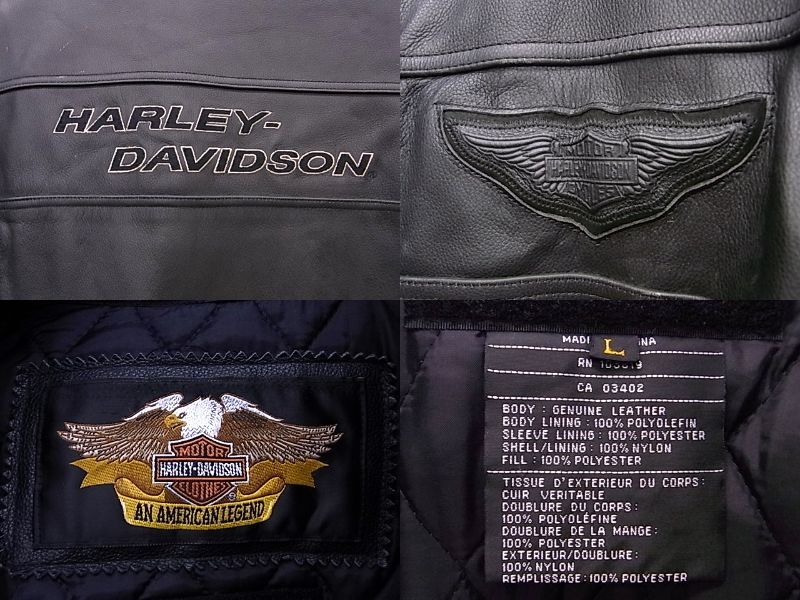 HARLEY-
DAVIDSON
MOTOR
HARLEY-DAVIDSON
MOTOR
HARLEY-DAVIDSON
CLOTHES
®
AN AMERICAN LEGEND
L
RN 103819
CA 03402
BODY : GENUINE LEATHER
BODY LINING : 100% POLYOLEFIN
SLEEVE LINING : 100% POLYESTER
SHELL/LINING : 100% NYLON
FILL : 100% POLYESTER
TISSUE D'EXTERIEUR DU CORPS:
CUIR VERITABLE
DOUBLURE DU CORPS:
100% POLYOLÉFINE
DOUBLURE DE LA MANGE:
100% POLYESTER
EXTERIEUR/DOUBLURE:
100% NYLON
REMPLISSAGE: 100% POLYESTER